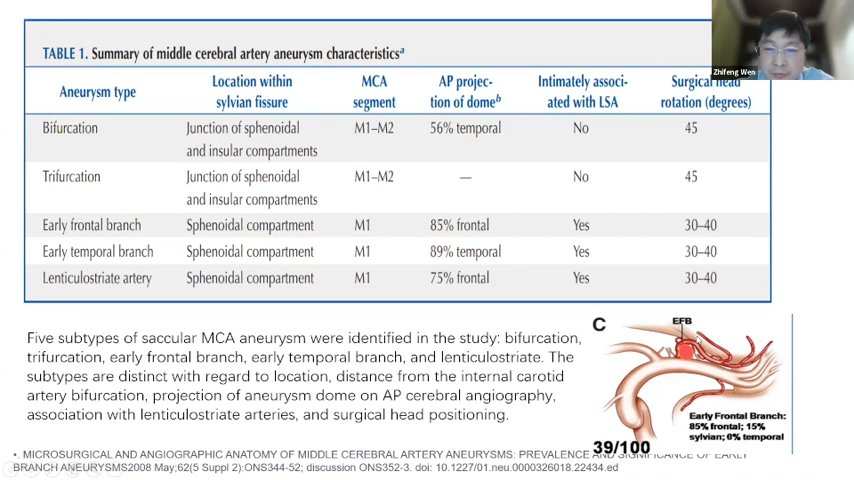 Zhifeng Wen
TABLE 1. Summary of middle cerebral artery aneurysm characteristicsᵃ
Aneurysm type
Location within
sylvian fissure
MCA
segment
AP projec-
tion of domeᵇ
Intimately associ-
ated with LSA
Surgical head
rotation (degrees)
Bifurcation
Junction of sphenoidal
and insular compartments
M1–M2
56% temporal
No
45
Trifurcation
Junction of sphenoidal
and insular compartments
M1–M2
—
No
45
Early frontal branch
Sphenoidal compartment
M1
85% frontal
Yes
30–40
Early temporal branch
Sphenoidal compartment
M1
89% temporal
Yes
30–40
Lenticulostriate artery
Sphenoidal compartment
M1
75% frontal
Yes
30–40
Five subtypes of saccular MCA aneurysm were identified in the study: bifurcation,
trifurcation, early frontal branch, early temporal branch, and lenticulostriate. The
subtypes are distinct with regard to location, distance from the internal carotid
artery bifurcation, projection of aneurysm dome on AP cerebral angiography,
association with lenticulostriate arteries, and surgical head positioning.
C
EFB
Early Frontal Branch:
85% frontal; 15%
sylvian; 0% temporal
39/100
•. MICROSURGICAL AND ANGIOGRAPHIC ANATOMY OF MIDDLE CEREBRAL ARTERY ANEURYSMS: PREVALENCE AND SIGNIFICANCE OF EARLY
BRANCH ANEURYSMS2008 May;62(5 Suppl 2):ONS344-52; discussion ONS352-3. doi: 10.1227/01.neu.0000326018.22434.ed